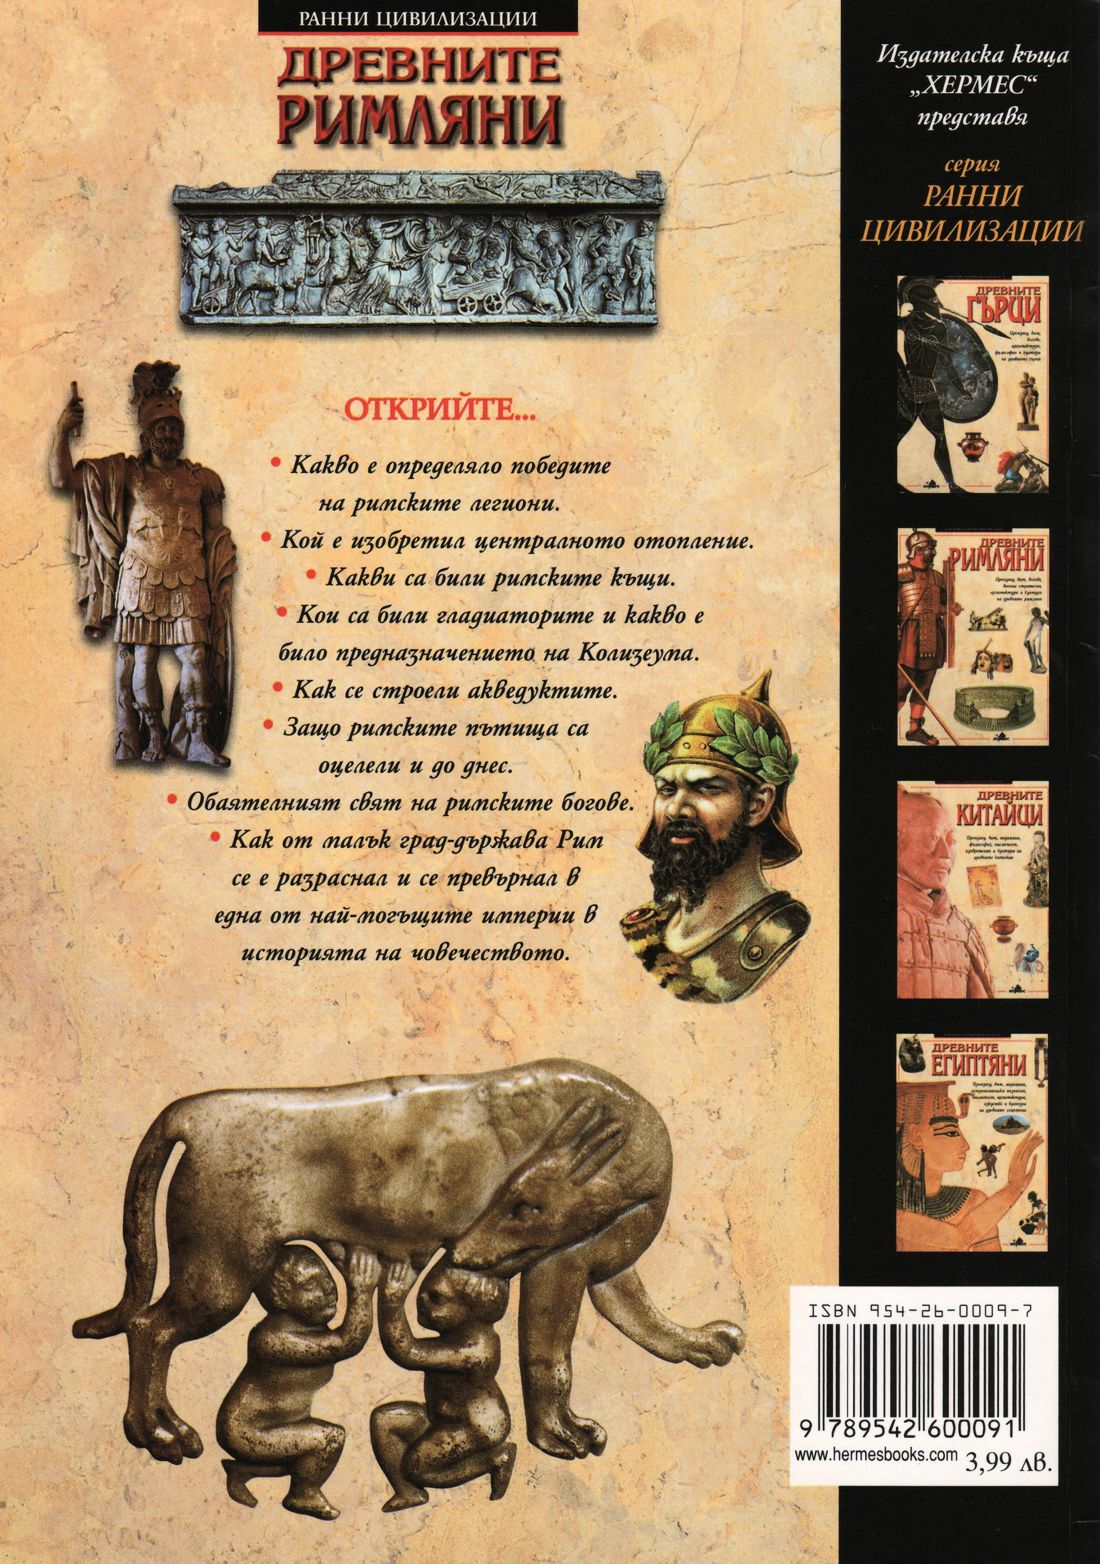 РАННИ ЦИВИЛИЗАЦИИ
ДРЕВНИТЕ
РИМЛЯНИ
ОТКРИЙТЕ...
• Какво е определяло победите
на римските легиони.
• Кой е изобретил централното отопление.
• Какви са били римските къщи.
• Кои са били гладиаторите и какво е
било предназначението на Колизеума.
• Как се строели акведуктите.
• Защо римските пътища са
оцелели и до днес.
• Обаятелният свят на римските богове.
• Как от малък град-държава Рим
се е разраснал и се превърнал в
една от най-могъщите империи в
историята на човечеството.
Издателска къща
„ХЕРМЕС“
представя
серия
РАННИ
ЦИВИЛИЗАЦИИ
ДРЕВНИТЕ
ГЪРЦИ
ДРЕВНИТЕ
РИМЛЯНИ
ДРЕВНИТЕ
КИТАЙЦИ
ДРЕВНИТЕ
ЕГИПТЯНИ
ISBN 954-26-0009-7
9 789542 600091
www.hermesbooks.com 3,99 лв.